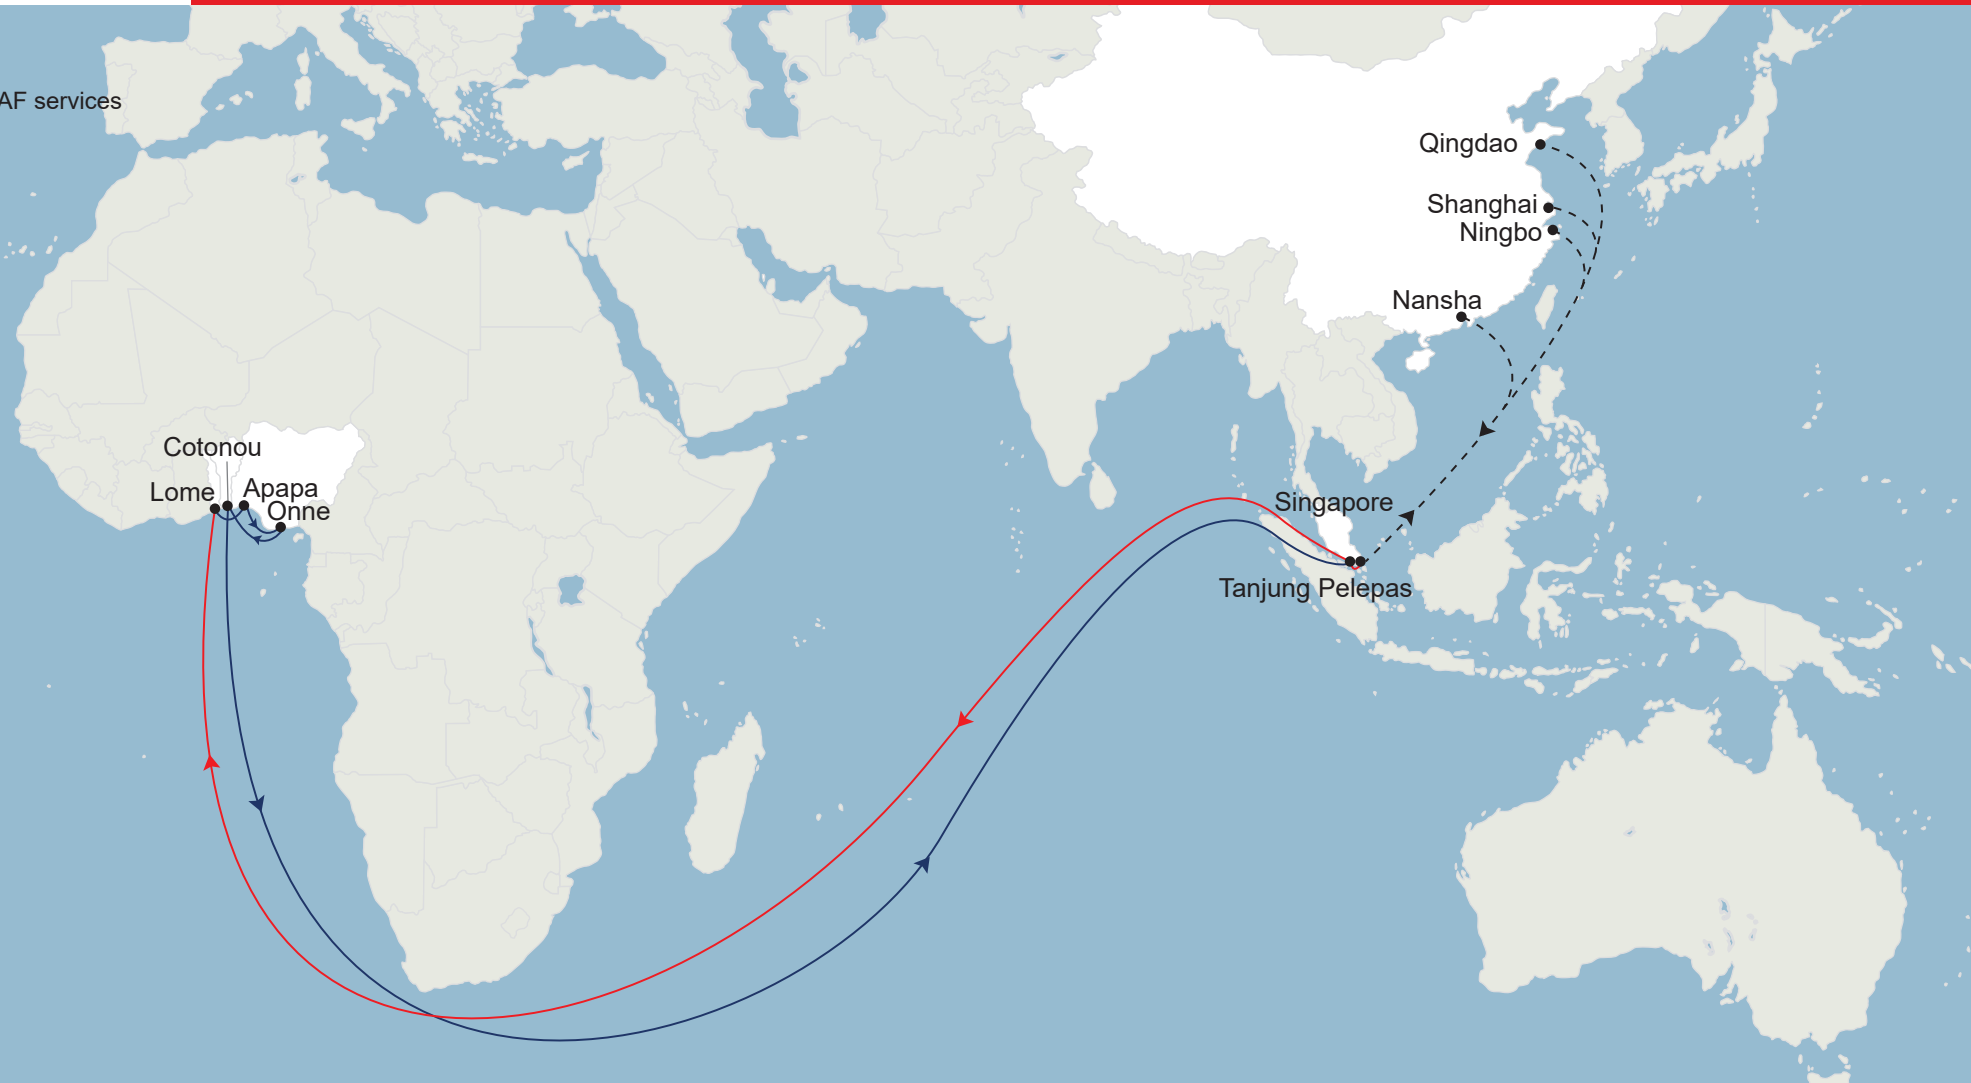 AF services
Qingdao
Shanghai
Ningbo
Nansha
Cotonou
Lome
Apapa
Onne
Singapore
Tanjung Pelepas